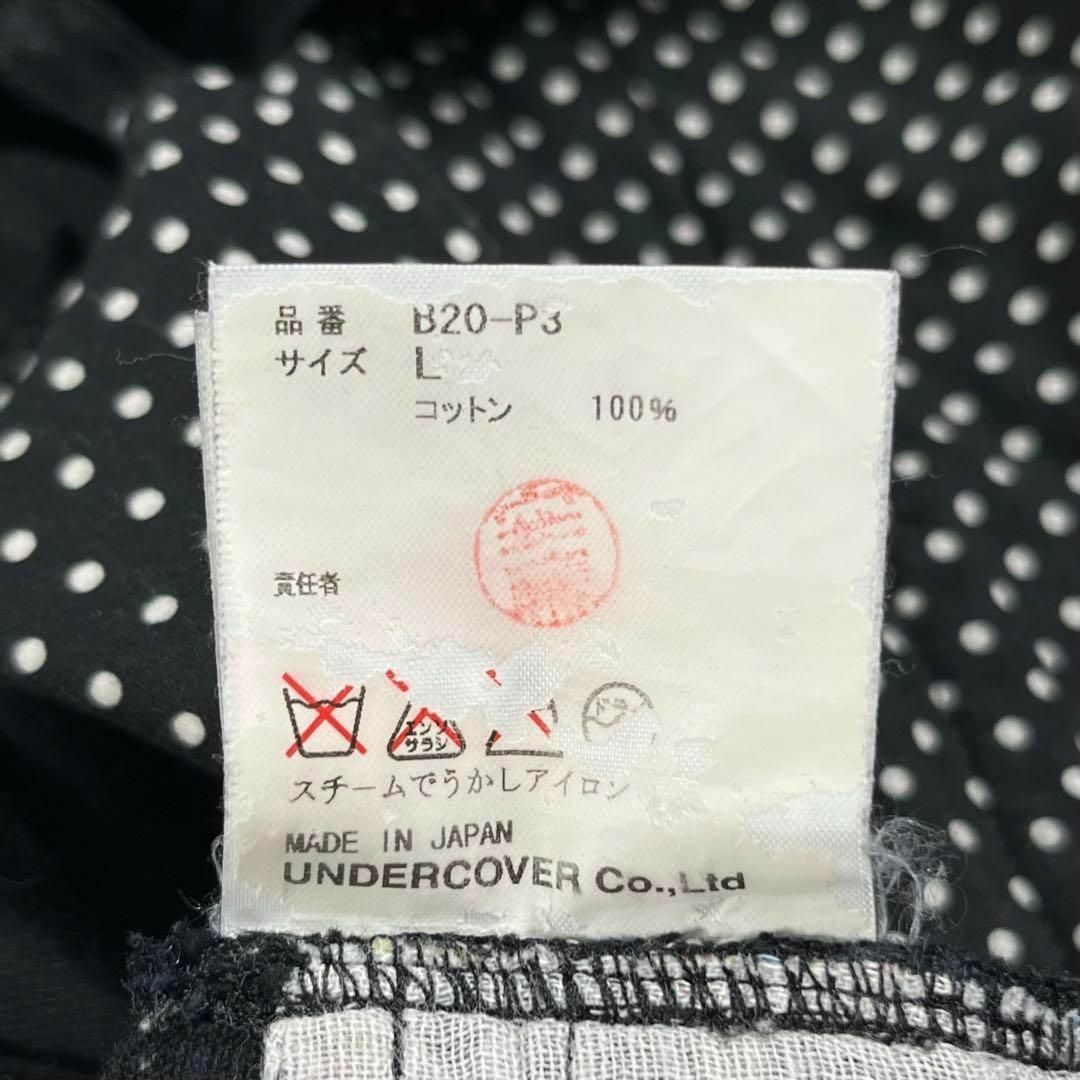 品番 B20-P3
サイズ L
コットン 100%
責任者
エンソ
サラシ
ドラ
スチームでうかしアイロン
MADE IN JAPAN
UNDERCOVER Co.,Ltd